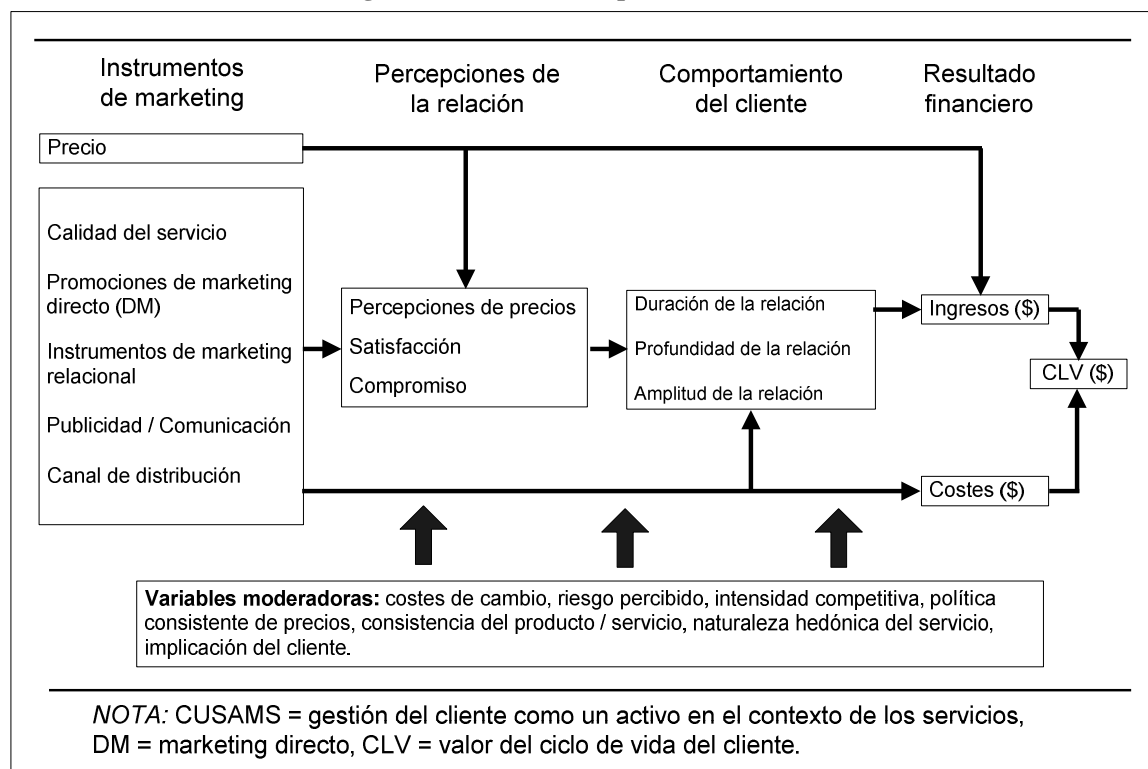 Instrumentos
de marketing
Percepciones de
la relación
Comportamiento
del cliente
Resultado
financiero
Precio
Calidad del servicio
Promociones de marketing
directo (DM)
Instrumentos de marketing
relacional
Publicidad / Comunicación
Canal de distribución
Percepciones de precios
Satisfacción
Compromiso
Duración de la relación
Profundidad de la relación
Amplitud de la relación
Ingresos ($)
CLV ($)
Costes ($)
Variables moderadoras: costes de cambio, riesgo percibido, intensidad competitiva, política
consistente de precios, consistencia del producto / servicio, naturaleza hedónica del servicio,
implicación del cliente.
NOTA: CUSAMS = gestión del cliente como un activo en el contexto de los servicios,
DM = marketing directo, CLV = valor del ciclo de vida del cliente.